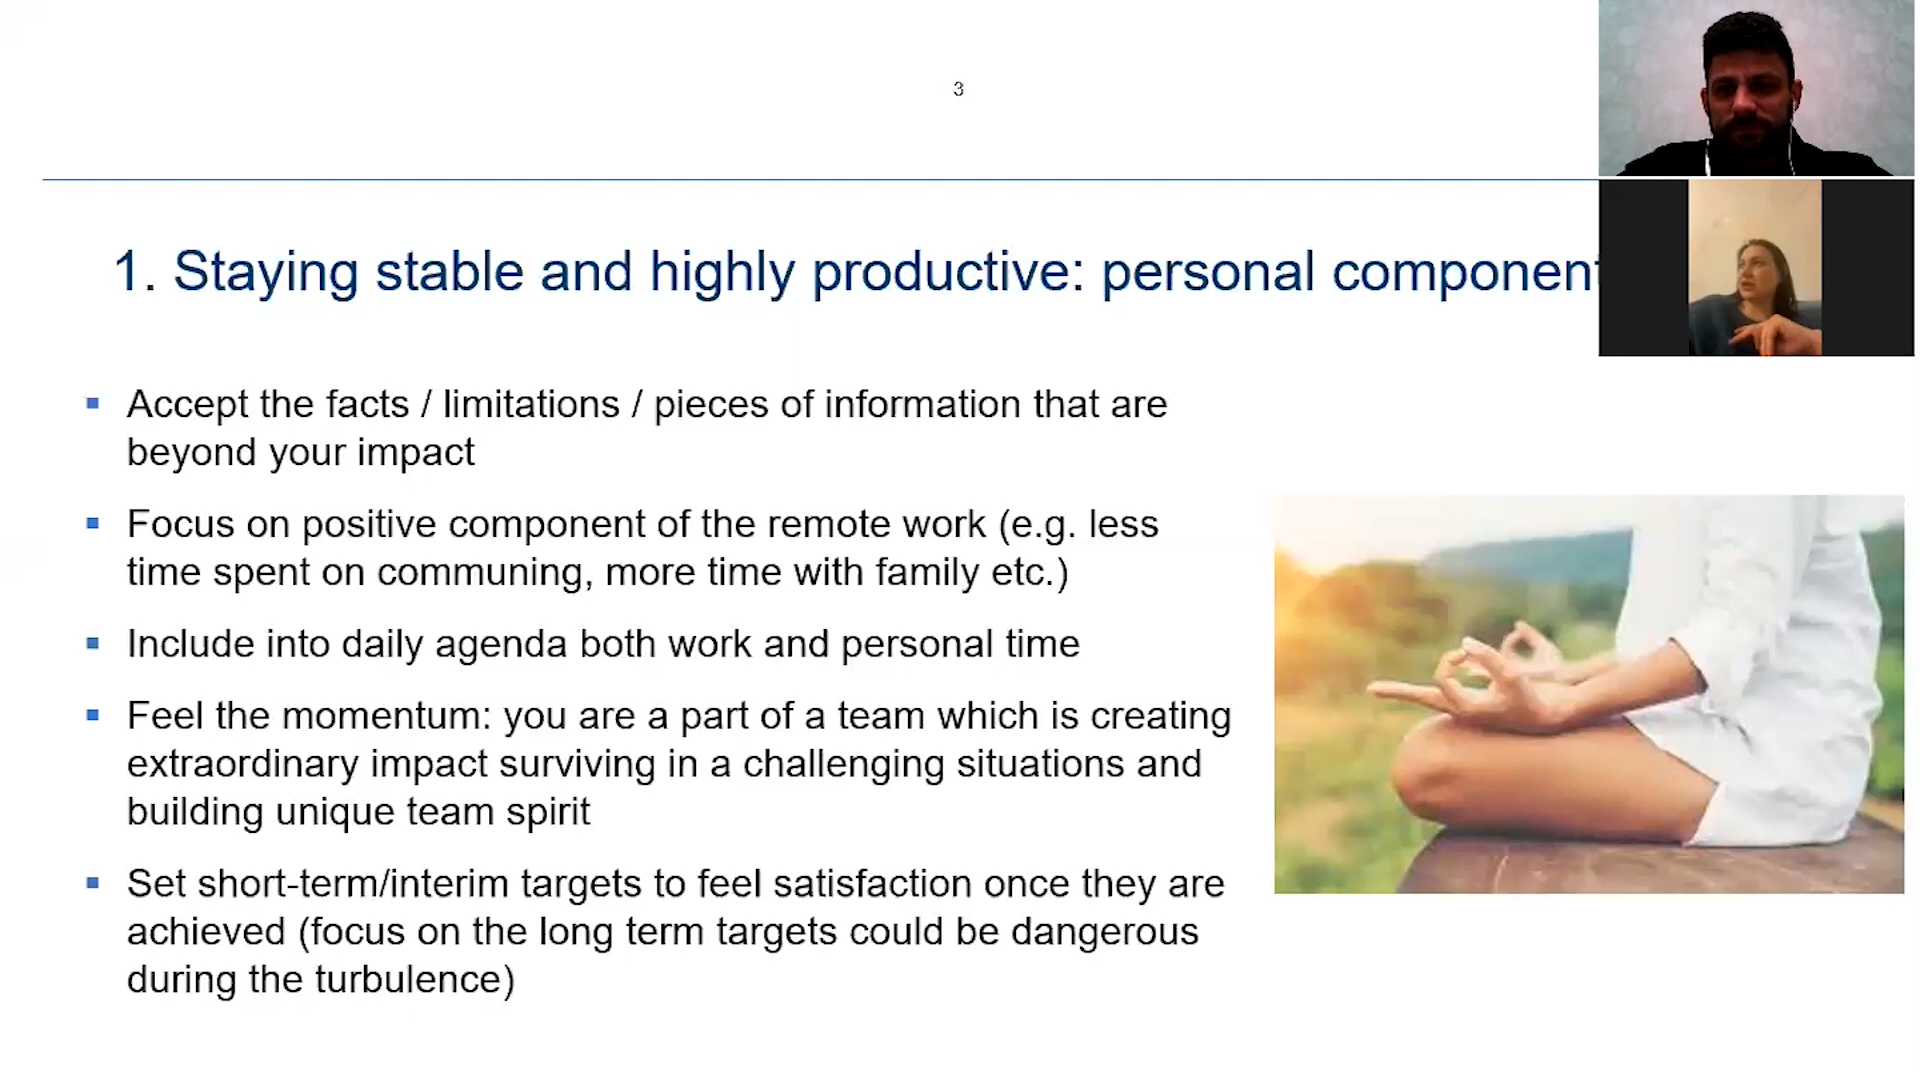 3
1. Staying stable and highly productive: personal component
▪ Accept the facts / limitations / pieces of information that are
beyond your impact
▪ Focus on positive component of the remote work (e.g. less
time spent on communing, more time with family etc.)
▪ Include into daily agenda both work and personal time
▪ Feel the momentum: you are a part of a team which is creating
extraordinary impact surviving in a challenging situations and
building unique team spirit
▪ Set short-term/interim targets to feel satisfaction once they are
achieved (focus on the long term targets could be dangerous
during the turbulence)